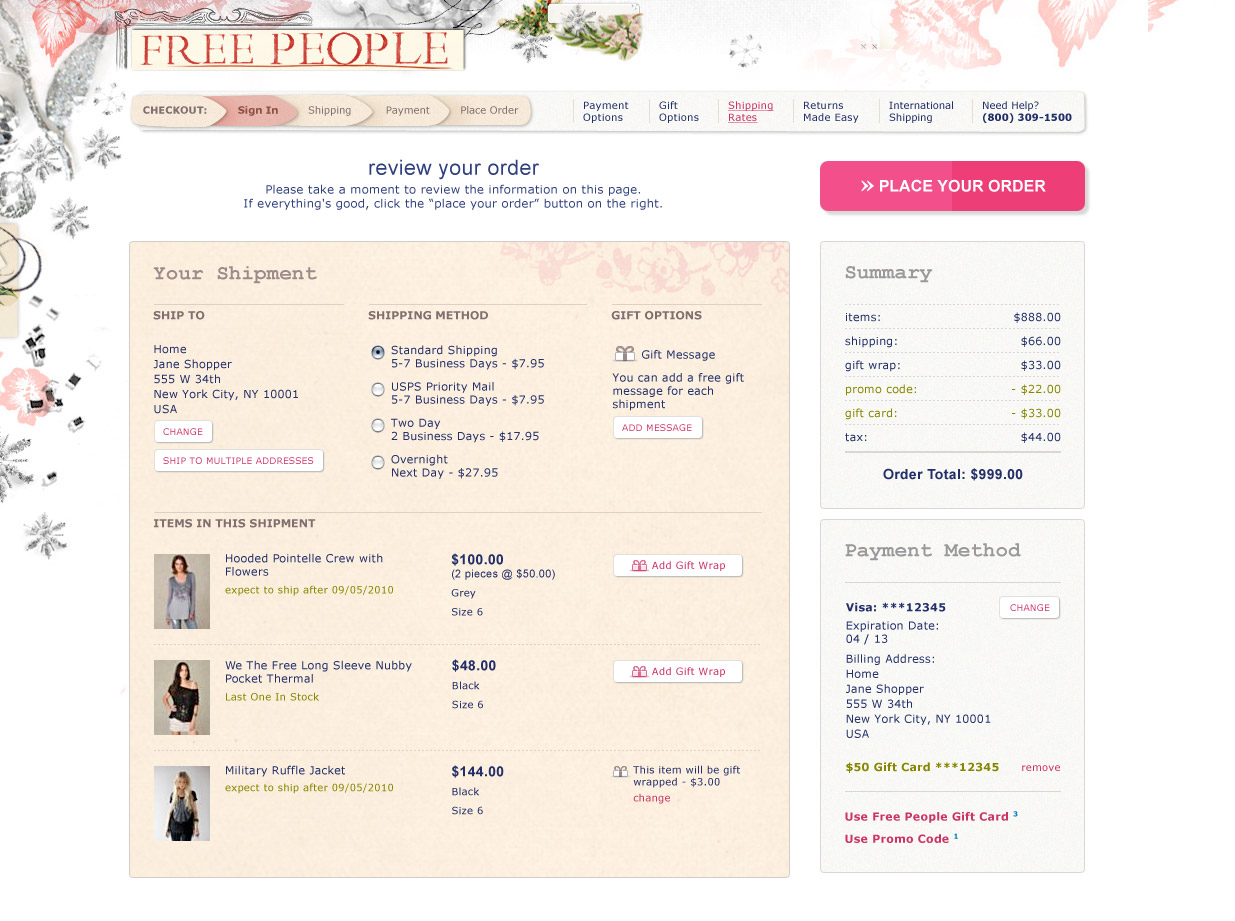 FREE PEOPLE
CHECKOUT: Sign In Shipping Payment Place Order
Payment Options
Gift Options
Shipping Rates
Returns Made Easy
International Shipping
Need Help?
(800) 309-1500
review your order
Please take a moment to review the information on this page.
If everything's good, click the “place your order” button on the right.
» PLACE YOUR ORDER
Your Shipment
SHIP TO
Home
Jane Shopper
555 W 34th
New York City, NY 10001
USA
CHANGE
SHIP TO MULTIPLE ADDRESSES
SHIPPING METHOD
Standard Shipping
5-7 Business Days - $7.95
USPS Priority Mail
5-7 Business Days - $7.95
Two Day
2 Business Days - $17.95
Overnight
Next Day - $27.95
GIFT OPTIONS
Gift Message
You can add a free gift
message for each
shipment
ADD MESSAGE
ITEMS IN THIS SHIPMENT
Hooded Pointelle Crew with
Flowers
expect to ship after 09/05/2010
$100.00
(2 pieces @ $50.00)
Grey
Size 6
Add Gift Wrap
We The Free Long Sleeve Nubby
Pocket Thermal
Last One In Stock
$48.00
Black
Size 6
Add Gift Wrap
Military Ruffle Jacket
expect to ship after 09/05/2010
$144.00
Black
Size 6
This item will be gift
wrapped - $3.00
change
Summary
items: $888.00
shipping: $66.00
gift wrap: $33.00
promo code: - $22.00
gift card: - $33.00
tax: $44.00
Order Total: $999.00
Payment Method
Visa: ***12345
CHANGE
Expiration Date:
04 / 13
Billing Address:
Home
Jane Shopper
555 W 34th
New York City, NY 10001
USA
$50 Gift Card ***12345 remove
Use Free People Gift Card 3
Use Promo Code 1